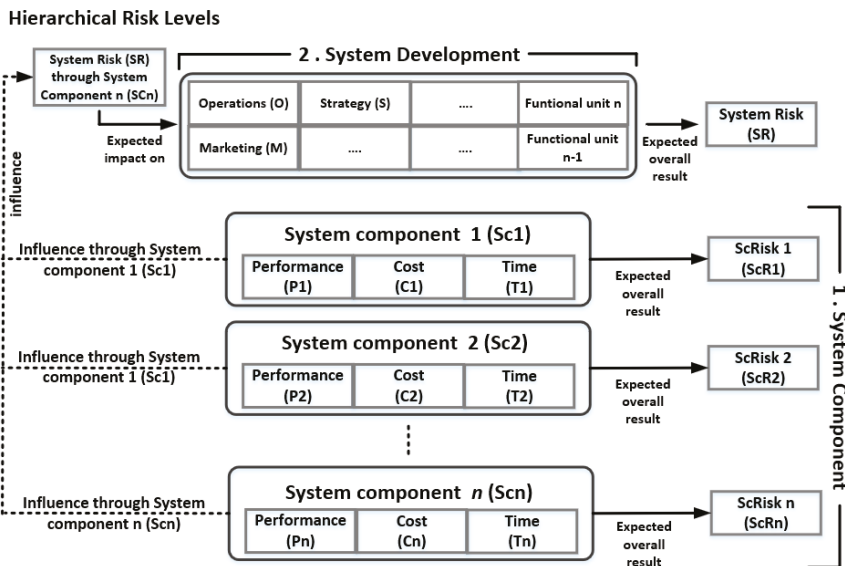 Hierarchical Risk Levels
System Risk (SR)
through System
Component n (SCn)
2 . System Development
Operations (O)
Strategy (S)
....
Funtional unit n
Marketing (M)
....
....
Functional unit
n-1
Expected
impact on
Expected
overall
result
System Risk
(SR)
influence
Influence through System
component 1 (Sc1)
System component 1 (Sc1)
Performance
(P1)
Cost
(C1)
Time
(T1)
Expected
overall
result
ScRisk 1
(ScR1)
Influence through System
component 1 (Sc1)
System component 2 (Sc2)
Performance
(P2)
Cost
(C2)
Time
(T2)
Expected
overall
result
ScRisk 2
(ScR2)
Influence through System
component n (Scn)
System component n (Scn)
Performance
(Pn)
Cost
(Cn)
Time
(Tn)
Expected
overall
result
ScRisk n
(ScRn)
1. System Component